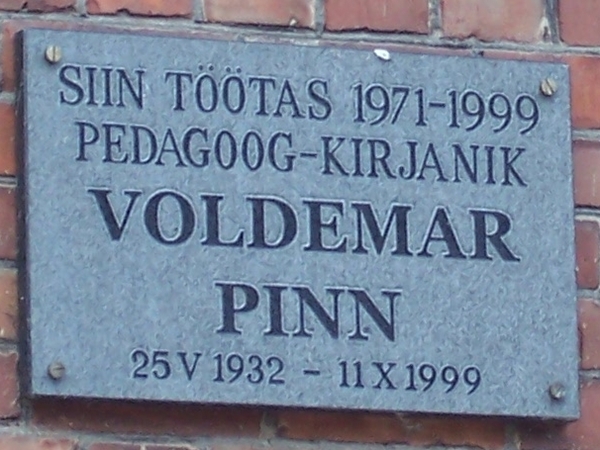 SIIN TÖÖTAS 1971-1999
PEDAGOOG-KIRJANIK
VOLDEMAR
PINN
25 V 1932 - 11 X 1999